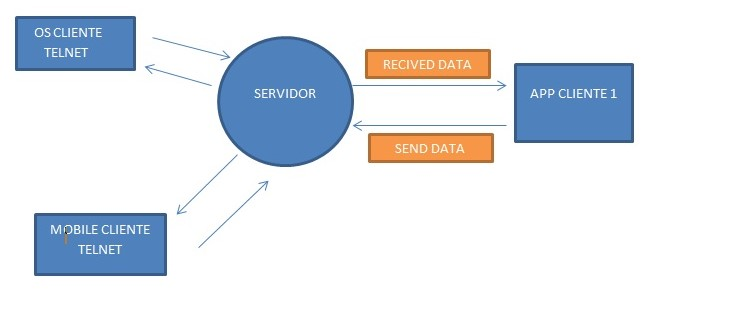 OS CLIENTE
TELNET
SERVIDOR
RECIVED DATA
APP CLIENTE 1
SEND DATA
MOBILE CLIENTE
TELNET